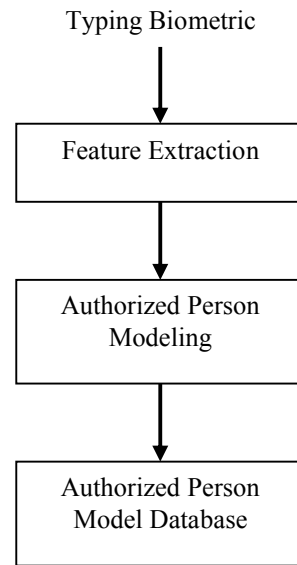 Typing Biometric
Feature Extraction
Authorized Person
Modeling
Authorized Person
Model Database